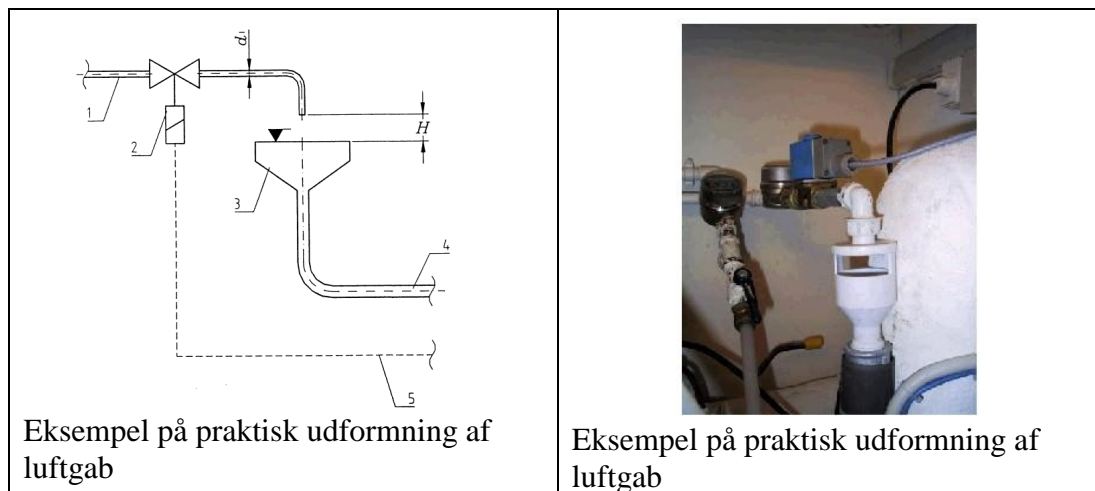 d1
1
H
2
3
4
5
Eksempel på praktisk udformning af
luftgab
Eksempel på praktisk udformning af
luftgab